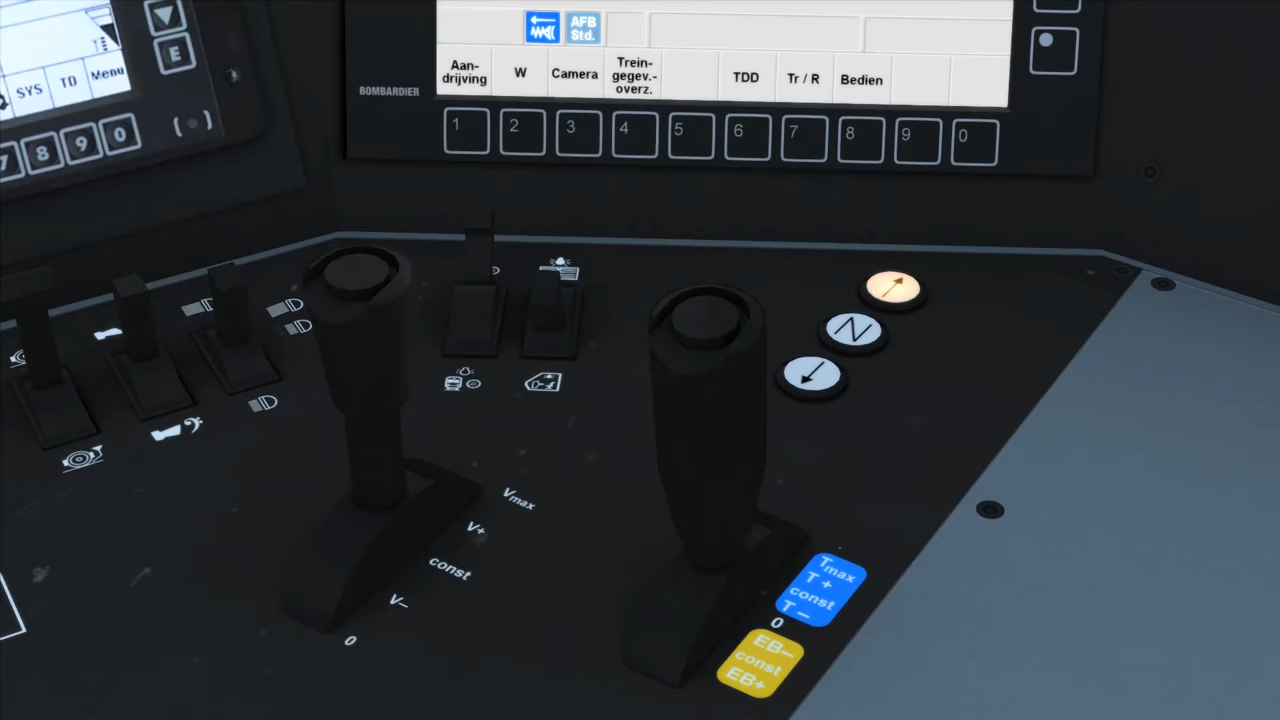 AFB
Std.
Aan-
drijving
W
Camera
Trein-
gegev.-
overz.
TDD
Tr / R
Bedien
SYS
TD
Menu
E
BOMBARDIER
1
2
3
4
5
6
7
8
9
0
7
8
9
0
N
Vmax
V+
const
V–
0
Tmax
T +
const
T –
0
EB–
const
EB+